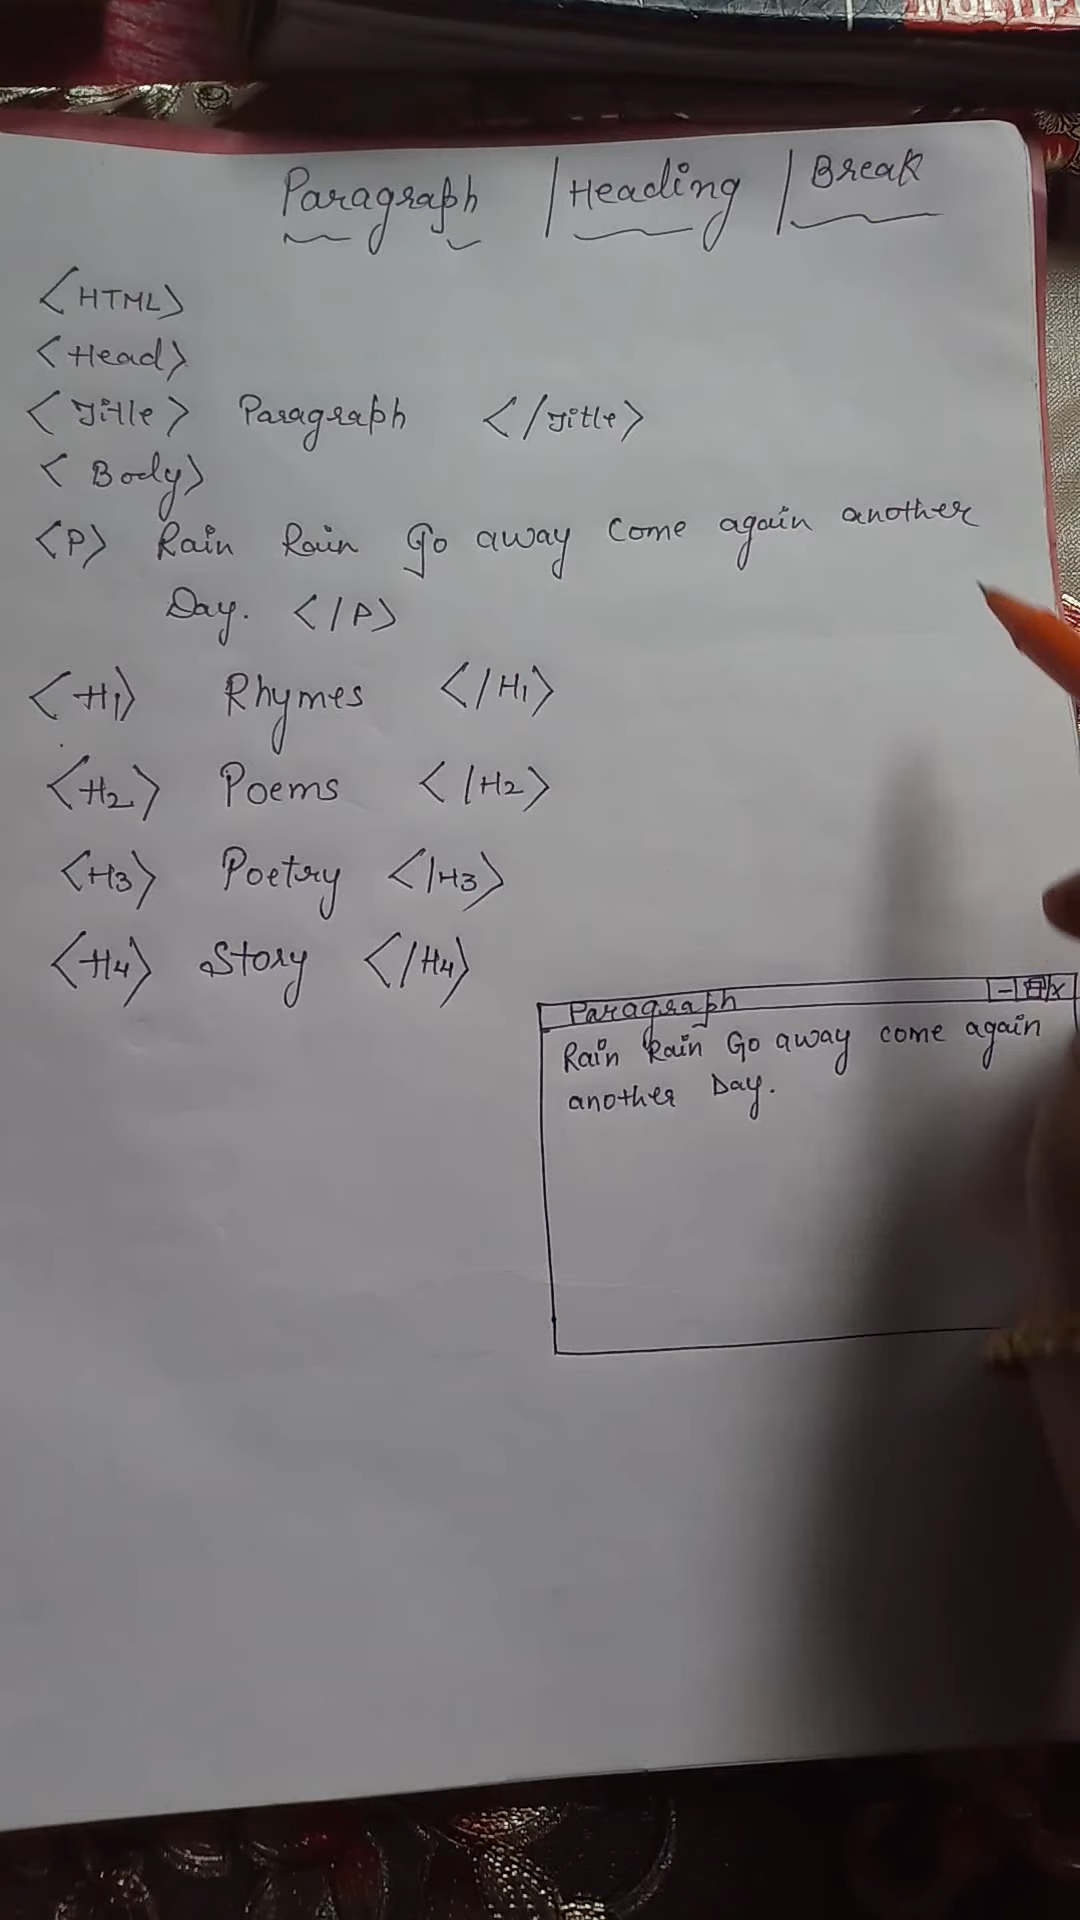 MULTIP
Paragraph | Heading | Break
<HTML>
<Head>
<Title> Paragraph </Title>
<Body>
<P> Rain Rain Go away Come again another
Day. </P>
<H1> Rhymes </H1>
<H2> Poems </H2>
<H3> Poetry </H3>
<H4> Story </H4>
Paragraph
Rain Rain Go away come again
another Day.